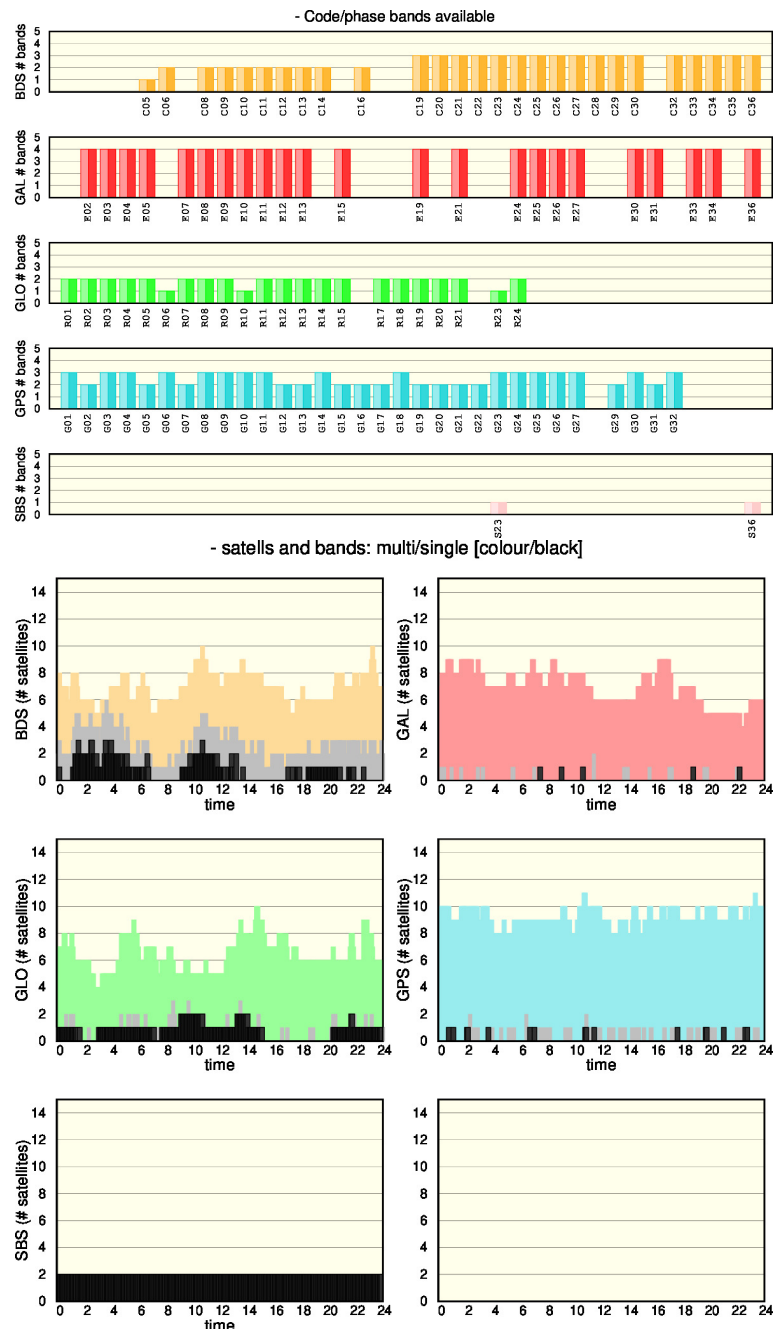 - Code/phase bands available
BDS # bands
5
4
3
2
1
0
C05 C06 C08 C09 C10 C11 C12 C13 C14 C16 C19 C20 C21 C22 C23 C24 C25 C26 C27 C28 C29 C30 C32 C33 C34 C35 C36
GAL # bands
5
4
3
2
1
0
E02 E03 E04 E05 E07 E08 E09 E10 E11 E12 E13 E15 E19 E21 E24 E25 E26 E27 E30 E31 E33 E34 E36
GLO # bands
5
4
3
2
1
0
R01 R02 R03 R04 R05 R06 R07 R08 R09 R10 R11 R12 R13 R14 R15 R17 R18 R19 R20 R21 R23 R24
GPS # bands
5
4
3
2
1
0
G01 G02 G03 G04 G05 G06 G07 G08 G09 G10 G11 G12 G13 G14 G15 G16 G17 G18 G19 G20 G21 G22 G23 G24 G25 G26 G27 G29 G30 G31 G32
SBS # bands
5
4
3
2
1
0
S23 S36
- satells and bands: multi/single [colour/black]
BDS (# satellites)
14
12
10
8
6
4
2
0
0 2 4 6 8 10 12 14 16 18 20 22 24
time
GAL (# satellites)
14
12
10
8
6
4
2
0
0 2 4 6 8 10 12 14 16 18 20 22 24
time
GLO (# satellites)
14
12
10
8
6
4
2
0
0 2 4 6 8 10 12 14 16 18 20 22 24
time
GPS (# satellites)
14
12
10
8
6
4
2
0
0 2 4 6 8 10 12 14 16 18 20 22 24
time
SBS (# satellites)
14
12
10
8
6
4
2
0
0 2 4 6 8 10 12 14 16 18 20 22 24
time
14
12
10
8
6
4
2
0
0 2 4 6 8 10 12 14 16 18 20 22 24